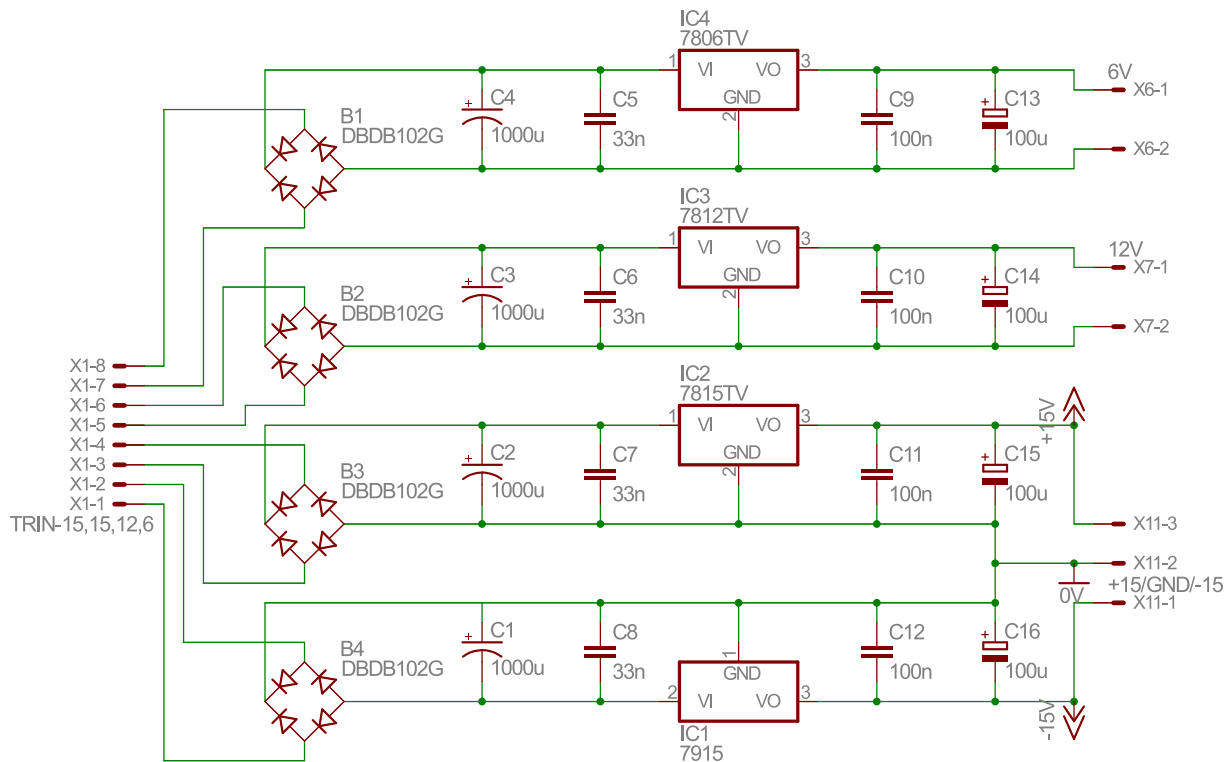 IC4
7806TV
1
VI
VO
3
GND
2
C4
1000u
C5
33n
C9
100n
+
C13
100u
6V
X6-1
X6-2
B1
DBDB102G
IC3
7812TV
1
VI
VO
3
GND
2
C3
1000u
C6
33n
C10
100n
+
C14
100u
12V
X7-1
X7-2
B2
DBDB102G
X1-8
X1-7
X1-6
X1-5
X1-4
X1-3
X1-2
X1-1
TRIN-15,15,12,6
IC2
7815TV
1
VI
VO
3
GND
2
C2
1000u
C7
33n
C11
100n
+
C15
100u
+15V
B3
DBDB102G
X11-3
X11-2
0V
+15/GND/-15
X11-1
C1
1000u
C8
33n
1
GND
2
VI
VO
3
C12
100n
+
C16
100u
-15V
B4
DBDB102G
IC1
7915